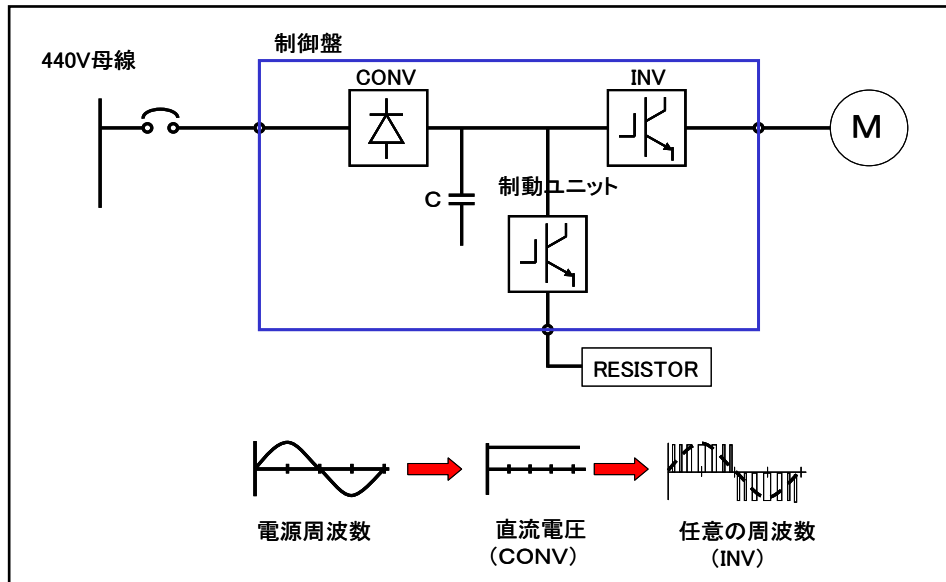 制御盤
440V母線
CONV
INV
M
制動ユニット
C
RESISTOR
電源周波数
直流電圧
(CONV)
任意の周波数
(INV)